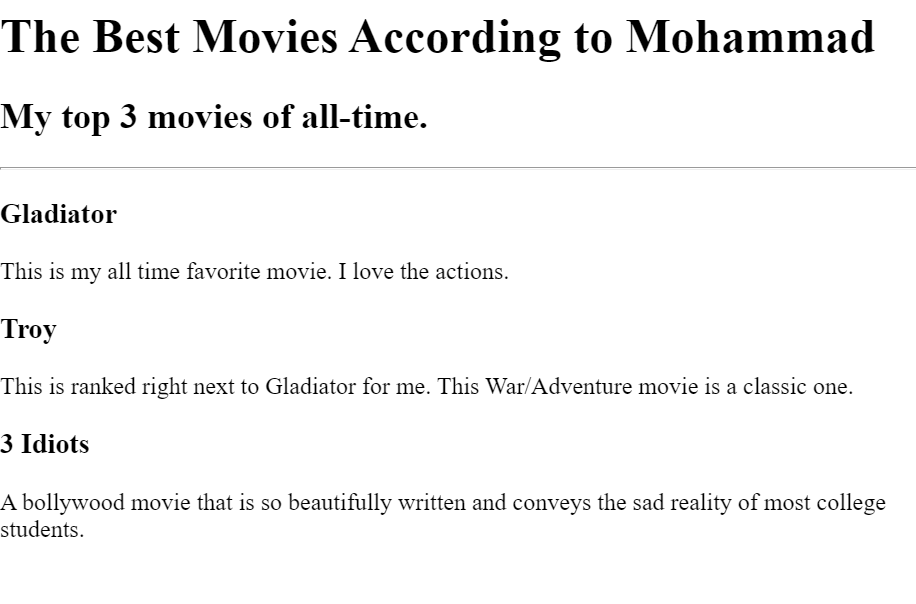 The Best Movies According to Mohammad
My top 3 movies of all-time.
Gladiator
This is my all time favorite movie. I love the actions.
Troy
This is ranked right next to Gladiator for me. This War/Adventure movie is a classic one.
3 Idiots
A bollywood movie that is so beautifully written and conveys the sad reality of most college
students.